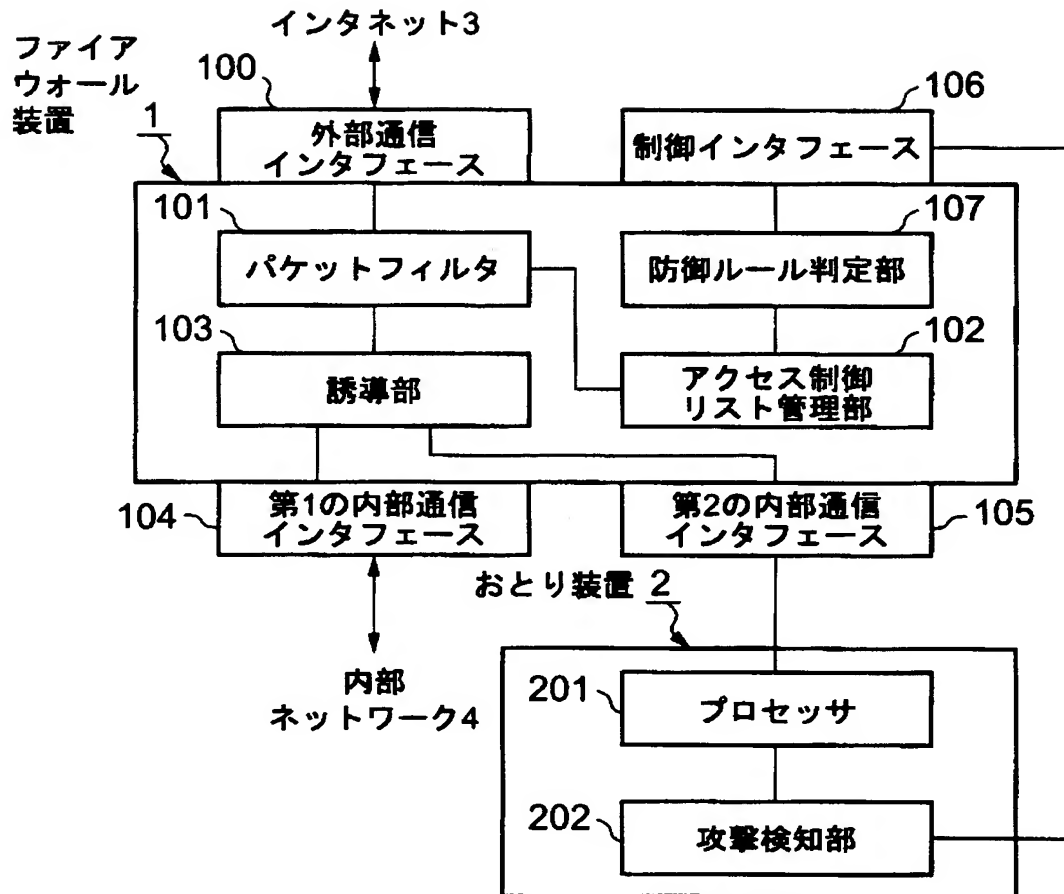 インタネット3
ファイア
ウォール
装置
1
100
外部通信
インタフェース
106
制御インタフェース
101
パケットフィルタ
107
防御ルール判定部
103
誘導部
102
アクセス制御
リスト管理部
104
第1の内部通信
インタフェース
第2の内部通信
インタフェース
105
おとり装置 2
内部
ネットワーク4
201
プロセッサ
202
攻撃検知部